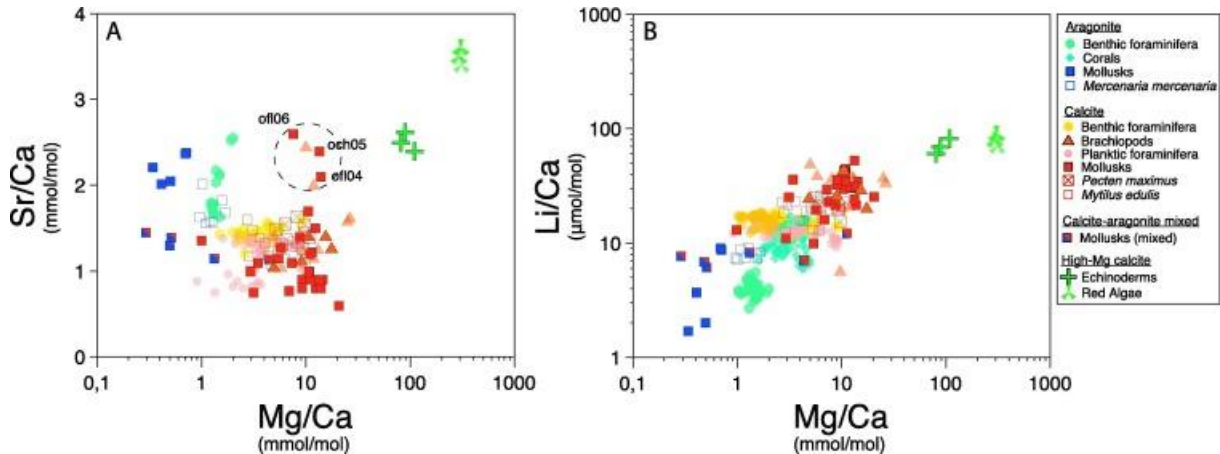 4
3
2
1
0
Sr/Ca
(mmol/mol)
A
ofl06
och05
efl04
0,1
1
10
100
1000
Mg/Ca
(mmol/mol)
1000
100
10
1
Li/Ca
(µmol/mol)
B
0,1
1
10
100
1000
Mg/Ca
(mmol/mol)
Aragonite
Benthic foraminifera
Corals
Mollusks
Mercenaria mercenaria
Calcite
Benthic foraminifera
Brachiopods
Planktic foraminifera
Mollusks
Pecten maximus
Mytilus edulis
Calcite-aragonite mixed
Mollusks (mixed)
High-Mg calcite
Echinoderms
Red Algae